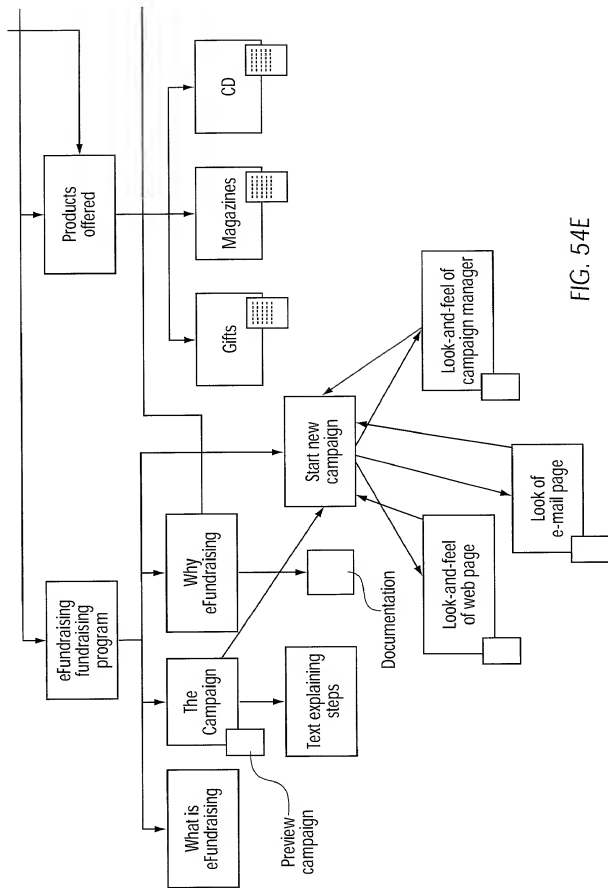 eFundraising
fundraising
program
Products
offered
What is
eFundraising
The
Campaign
Why
eFundraising
Start new
campaign
Gifts
Magazines
CD
Preview
campaign
Text explaining
steps
Documentation
Look-and-feel
of web page
Look of
e-mail page
Look-and-feel of
campaign manager
FIG. 54E